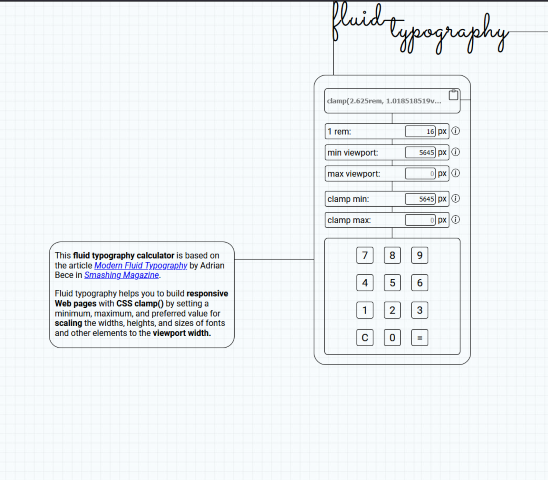 fluid
typography
clamp(2.625rem, 1.018518519v...
1 rem: 16 px
min viewport: 5645 px
max viewport: 0 px
clamp min: 5645 px
clamp max: 0 px
7 8 9
4 5 6
1 2 3
C 0 =
This fluid typography calculator is based on
the article Modern Fluid Typography by Adrian
Bece in Smashing Magazine.
Fluid typography helps you to build responsive
Web pages with CSS clamp() by setting a
minimum, maximum, and preferred value for
scaling the widths, heights, and sizes of fonts
and other elements to the viewport width.